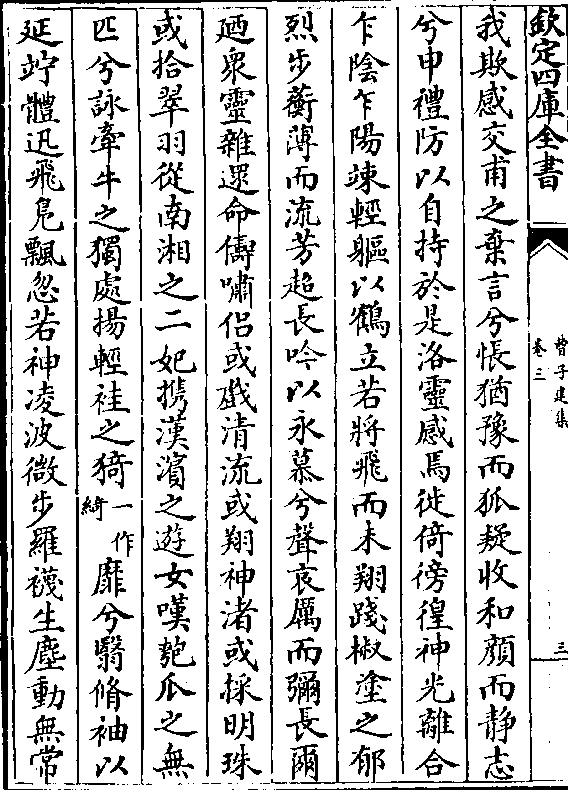 欽定四庫全書
曹子建集
卷三
三
我欺感交甫之棄言兮悵猶豫而狐疑收和顔而静志
兮申禮防以自持於是洛靈感焉徙倚徬徨神光離合
乍陰乍陽竦輕軀以鶴立若將飛而未翔踐椒塗之郁
烈步蘅薄而流芳超長吟以永慕兮聲哀厲而彌長爾
廼衆靈雜遝命儔嘯侣或戲清流或翔神渚或採明珠
或拾翠羽從南湘之二妃攜漢濱之遊女嘆匏瓜之無
匹兮詠牽牛之獨處揚輕袿之猗一作綺靡兮翳脩袖以
延竚體迅飛鳬飄忽若神凌波微步羅襪生塵動無常